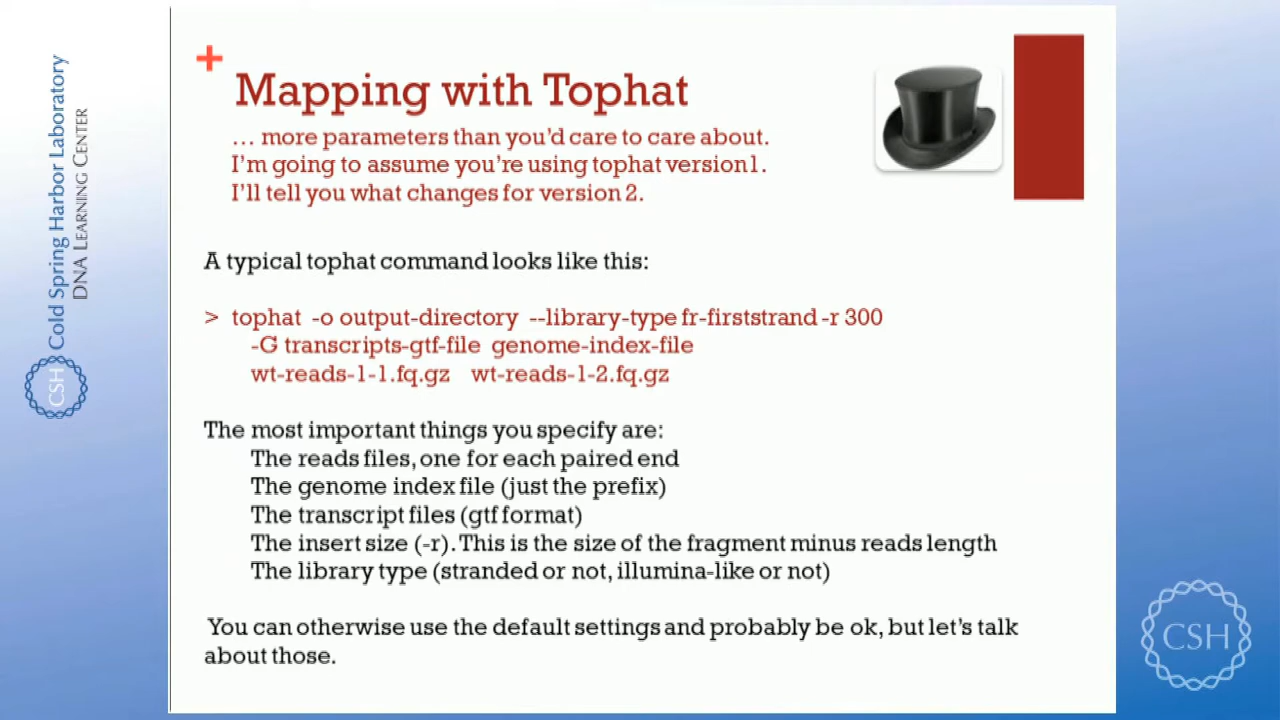 Cold Spring Harbor Laboratory
DNA LEARNING CENTER
CSH
+
Mapping with Tophat
… more parameters than you'd care to care about.
I'm going to assume you're using tophat version 1.
I'll tell you what changes for version 2.
A typical tophat command looks like this:
> tophat -o output-directory --library-type fr-firststrand -r 300
-G transcripts-gtf-file genome-index-file
wt-reads-1-1.fq.gz wt-reads-1-2.fq.gz
The most important things you specify are:
The reads files, one for each paired end
The genome index file (just the prefix)
The transcript files (gtf format)
The insert size (-r). This is the size of the fragment minus reads length
The library type (stranded or not, illumina-like or not)
You can otherwise use the default settings and probably be ok, but let's talk
about those.
CSH